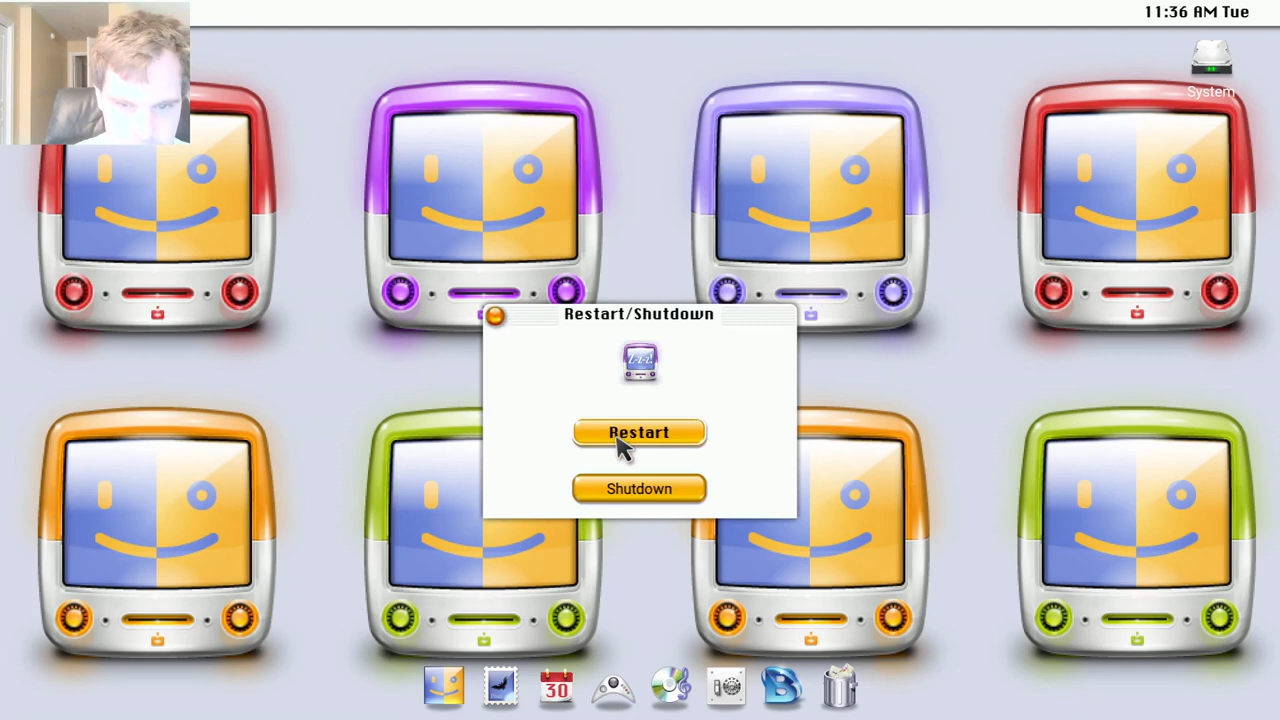 11:36 AM Tue
System
Restart/Shutdown
Z-z-z!
Restart
Shutdown
30